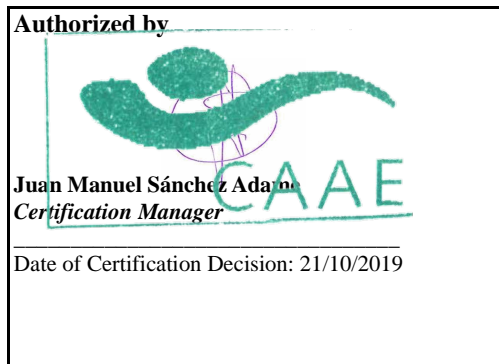 Authorized by
Juan Manuel Sánchez Adame
Certification Manager
CAAE
Date of Certification Decision: 21/10/2019